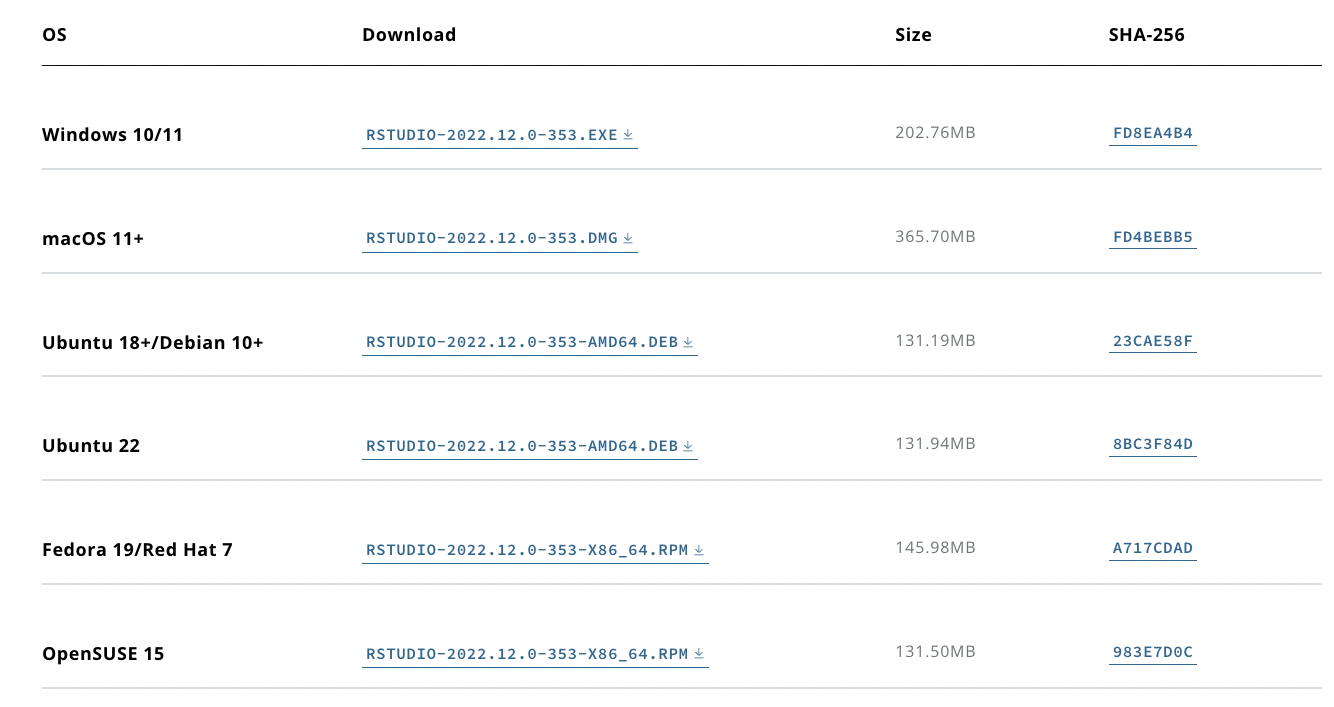 OS Download Size SHA-256
Windows 10/11 RSTUDIO-2022.12.0-353.EXE 202.76MB FD8EA4B4
macOS 11+ RSTUDIO-2022.12.0-353.DMG 365.70MB FD4BEBB5
Ubuntu 18+/Debian 10+ RSTUDIO-2022.12.0-353-AMD64.DEB 131.19MB 23CAE58F
Ubuntu 22 RSTUDIO-2022.12.0-353-AMD64.DEB 131.94MB 8BC3F84D
Fedora 19/Red Hat 7 RSTUDIO-2022.12.0-353-X86_64.RPM 145.98MB A717CDAD
OpenSUSE 15 RSTUDIO-2022.12.0-353-X86_64.RPM 131.50MB 983E7D0C